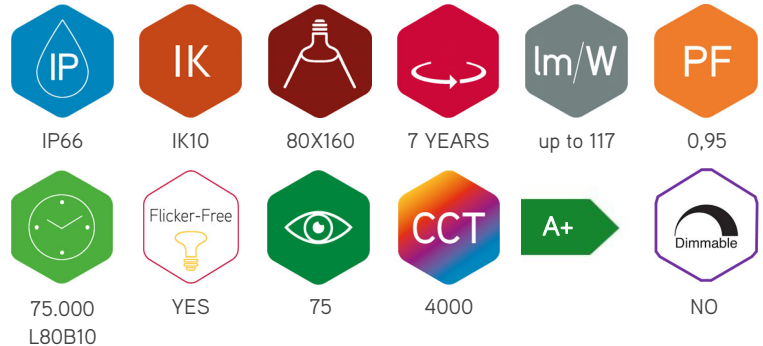 IP
IK
lm/W
PF
IP66
IK10
80X160
7 YEARS
up to 117
0,95
Flicker-Free
CCT
A+
Dimmable
75.000
L80B10
YES
75
4000
NO